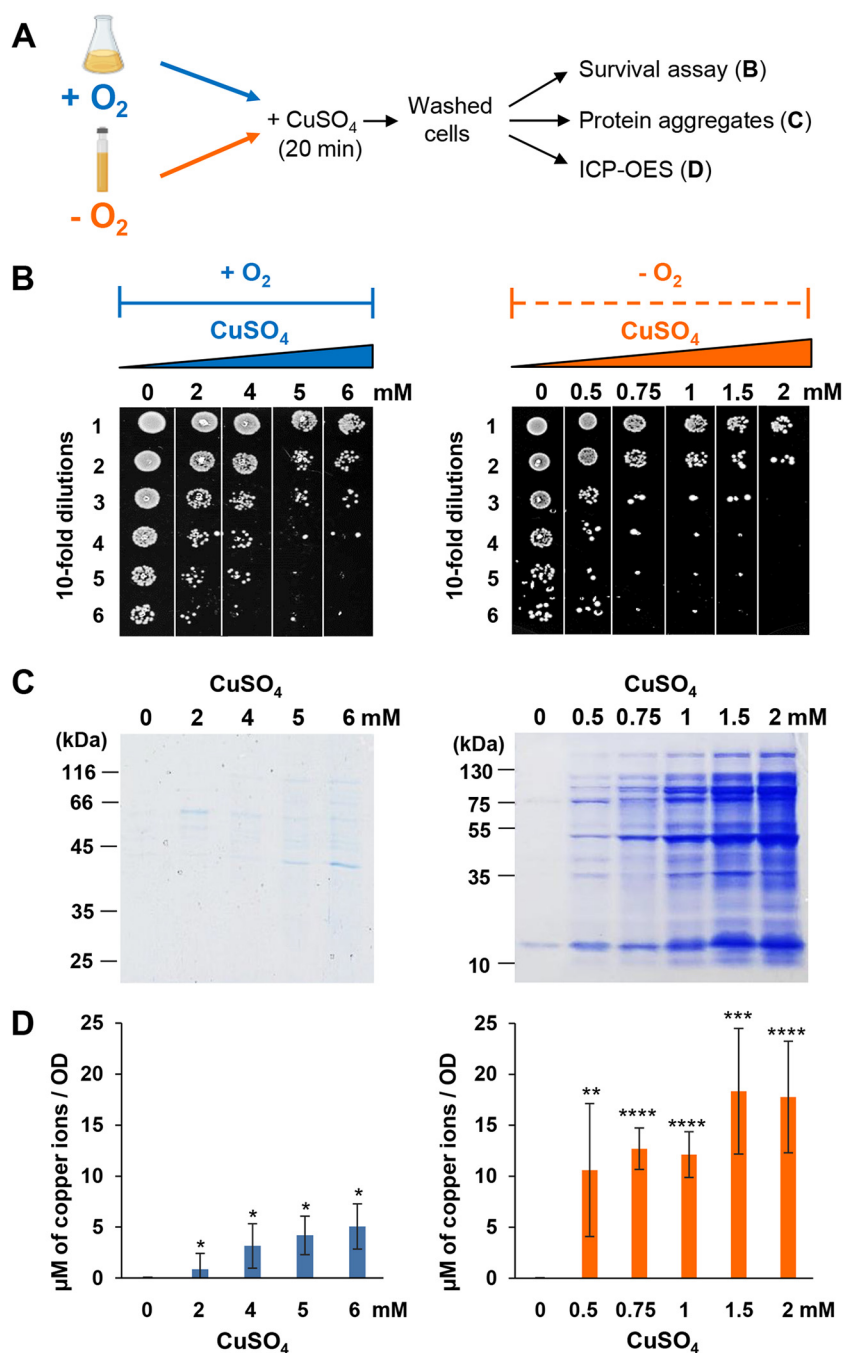 A
+ O₂
- O₂
+ CuSO₄
(20 min)
Washed
cells
Survival assay (B)
Protein aggregates (C)
ICP-OES (D)
B
+ O₂
CuSO₄
0 2 4 5 6 mM
10-fold dilutions
1
2
3
4
5
6
- O₂
CuSO₄
0 0.5 0.75 1 1.5 2 mM
10-fold dilutions
1
2
3
4
5
6
C
CuSO₄
0 2 4 5 6 mM
(kDa)
116
66
45
35
25
CuSO₄
0 0.5 0.75 1 1.5 2 mM
(kDa)
130
75
55
35
10
D
µM of copper ions / OD
25
20
15
10
5
0
* * * *
0 2 4 5 6 mM
CuSO₄
µM of copper ions / OD
25
20
15
10
5
0
** **** **** *** ****
0 0.5 0.75 1 1.5 2 mM
CuSO₄